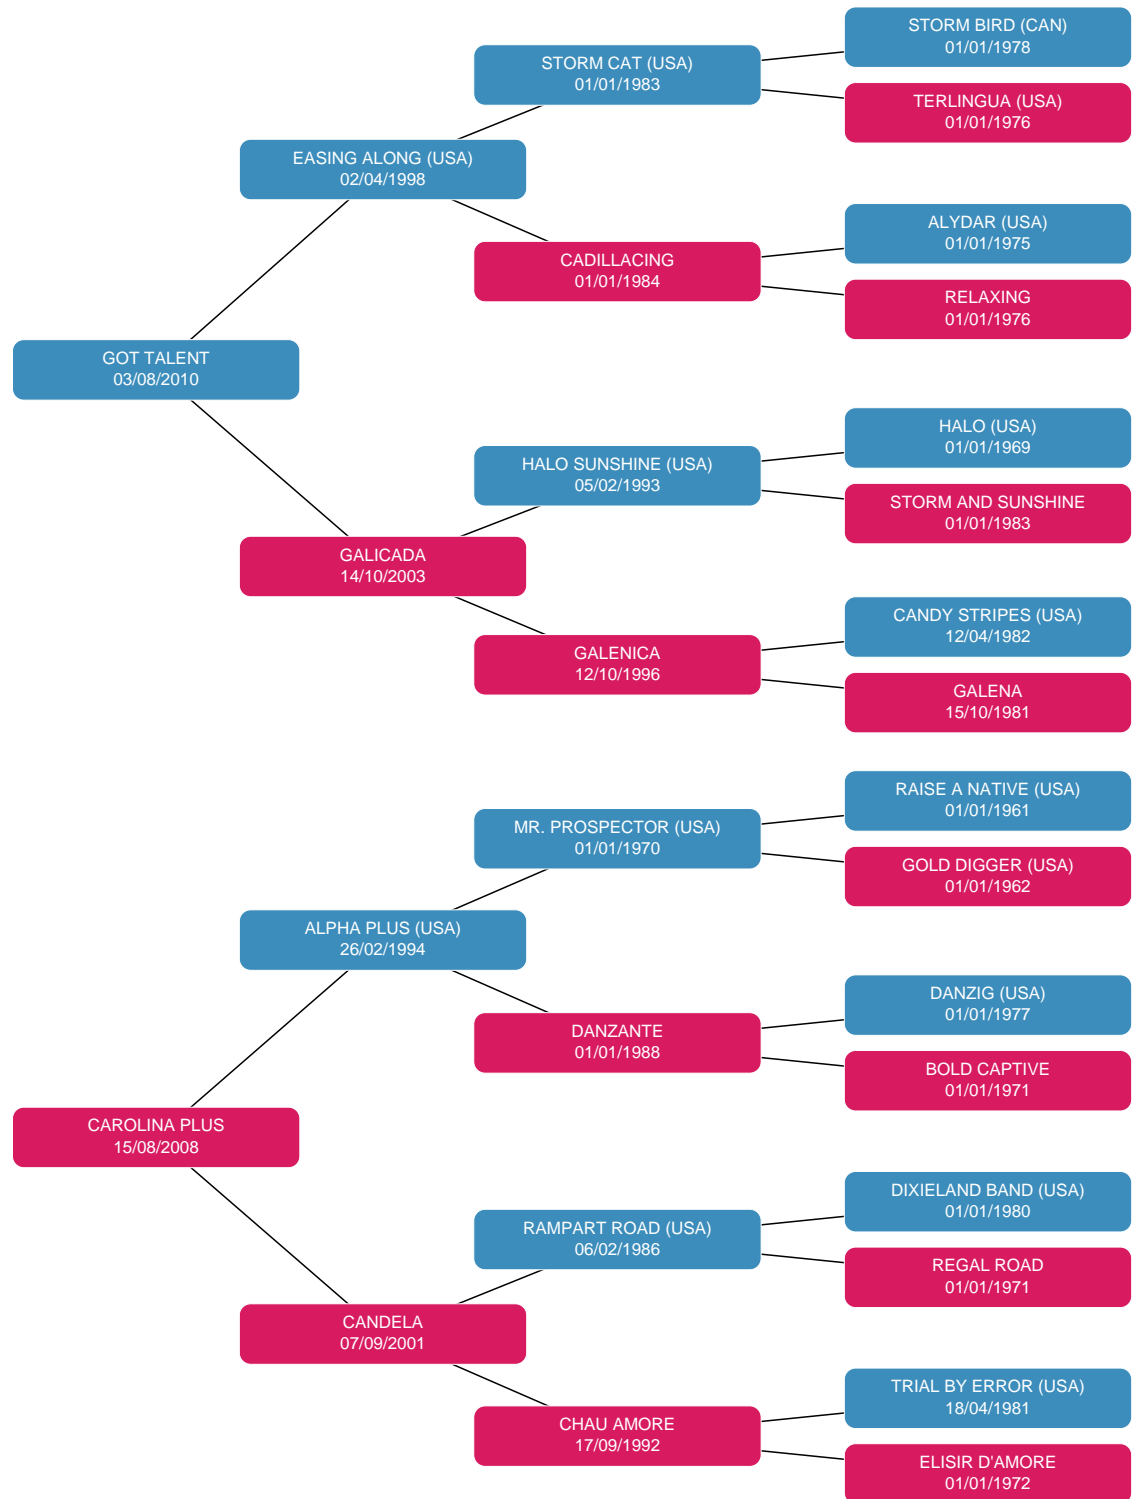 STORM BIRD (CAN)
01/01/1978
STORM CAT (USA)
01/01/1983
TERLINGUA (USA)
01/01/1976
EASING ALONG (USA)
02/04/1998
ALYDAR (USA)
01/01/1975
CADILLACING
01/01/1984
RELAXING
01/01/1976
GOT TALENT
03/08/2010
HALO (USA)
01/01/1969
HALO SUNSHINE (USA)
05/02/1993
STORM AND SUNSHINE
01/01/1983
GALICADA
14/10/2003
CANDY STRIPES (USA)
12/04/1982
GALENICA
12/10/1996
GALENA
15/10/1981
RAISE A NATIVE (USA)
01/01/1961
MR. PROSPECTOR (USA)
01/01/1970
GOLD DIGGER (USA)
01/01/1962
ALPHA PLUS (USA)
26/02/1994
DANZIG (USA)
01/01/1977
DANZANTE
01/01/1988
BOLD CAPTIVE
01/01/1971
CAROLINA PLUS
15/08/2008
DIXIELAND BAND (USA)
01/01/1980
RAMPART ROAD (USA)
06/02/1986
REGAL ROAD
01/01/1971
CANDELA
07/09/2001
TRIAL BY ERROR (USA)
18/04/1981
CHAU AMORE
17/09/1992
ELISIR D'AMORE
01/01/1972